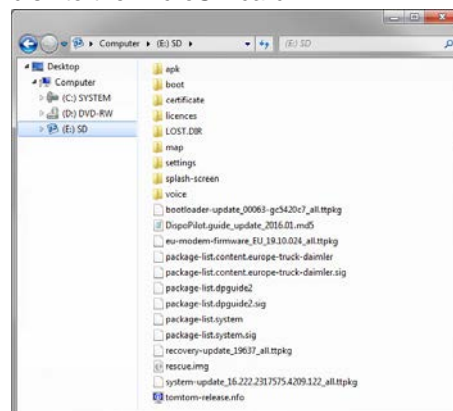 Computer ▸ (E:) SD ▸
(E:) SD
Desktop
Computer
(C:) SYSTEM
(D:) DVD-RW
(E:) SD
apk
boot
certificate
licences
LOST.DIR
map
settings
splash-screen
voice
bootloader-update_00063-gc5420c7_all.ttpkg
DispoPilot.guide_update_2016.01.md5
eu-modem-firmware_EU_19.10.024_all.ttpkg
package-list.content.europe-truck-daimler
package-list.content.europe-truck-daimler.sig
package-list.dpguide2
package-list.dpguide2.sig
package-list.system
package-list.system.sig
recovery-update_19637_all.ttpkg
rescue.img
system-update_16.222.2317575.4209.122_all.ttpkg
tomtom-release.nfo